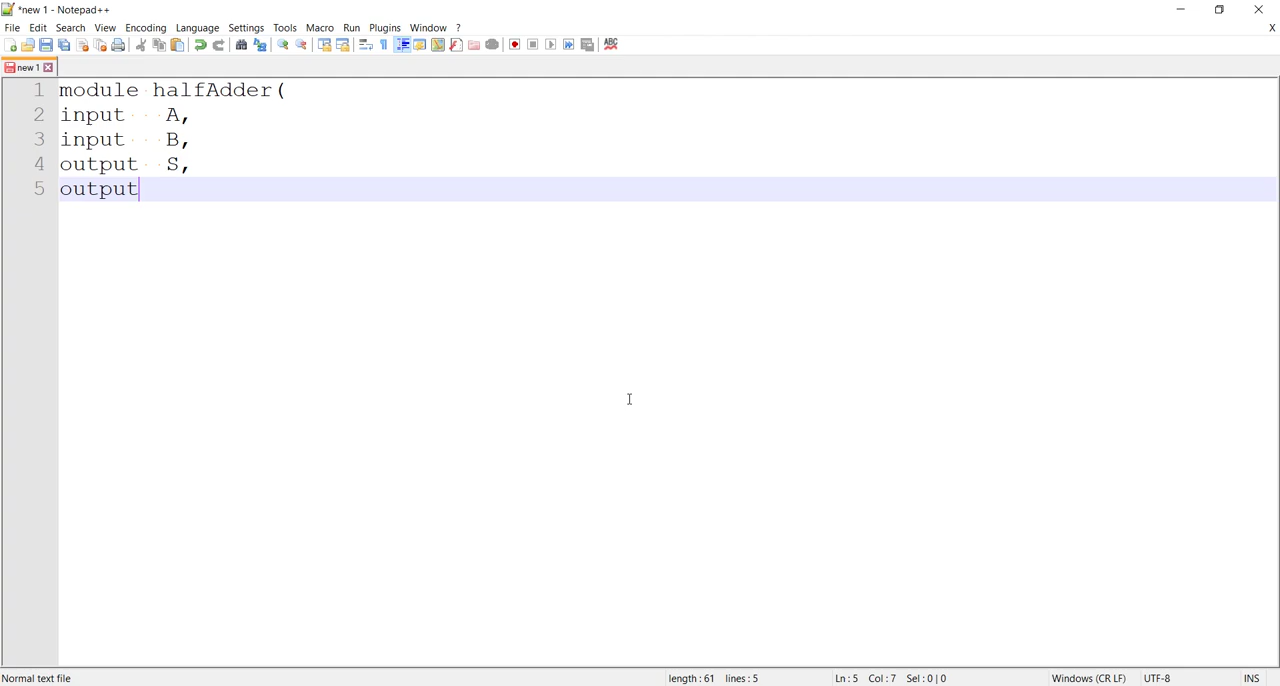 *new 1 - Notepad++
File Edit Search View Encoding Language Settings Tools Macro Run Plugins Window ? X
new 1
1 module halfAdder(
2 input A,
3 input B,
4 output S,
5 output
Normal text file length : 61 lines : 5 Ln : 5 Col : 7 Sel : 0 | 0 Windows (CR LF) UTF-8 INS